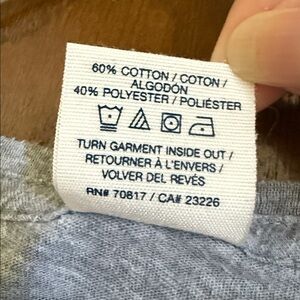 60% COTTON / COTON /
ALGODÓN
40% POLYESTER / POLIÉSTER
TURN GARMENT INSIDE OUT /
RETOURNER À L'ENVERS /
VOLVER DEL REVÉS
RN# 70817 / CA# 23226